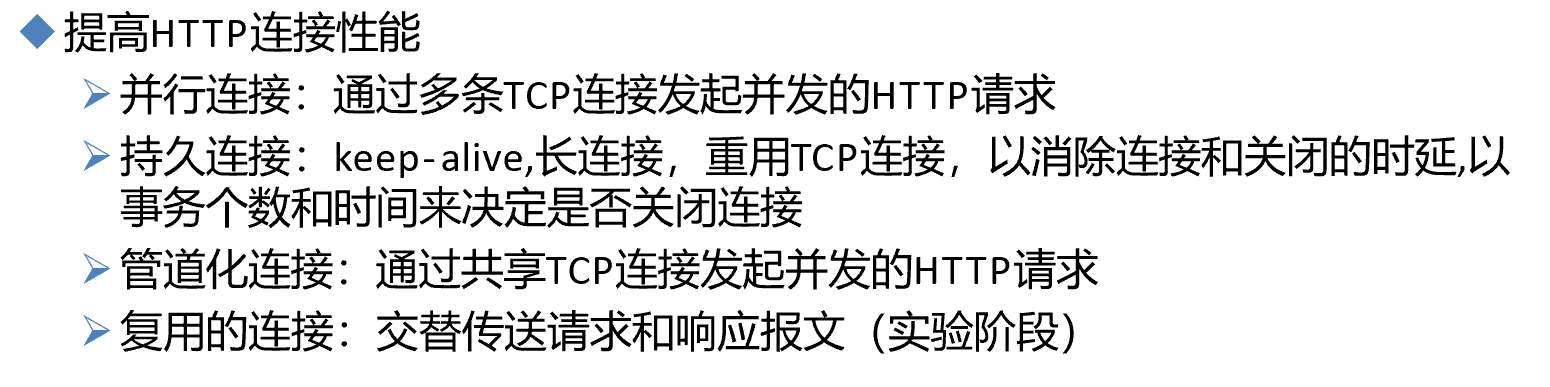 提高HTTP连接性能
并行连接：通过多条TCP连接发起并发的HTTP请求
持久连接：keep-alive,长连接，重用TCP连接，以消除连接和关闭的时延,以
事务个数和时间来决定是否关闭连接
管道化连接：通过共享TCP连接发起并发的HTTP请求
复用的连接：交替传送请求和响应报文（实验阶段）